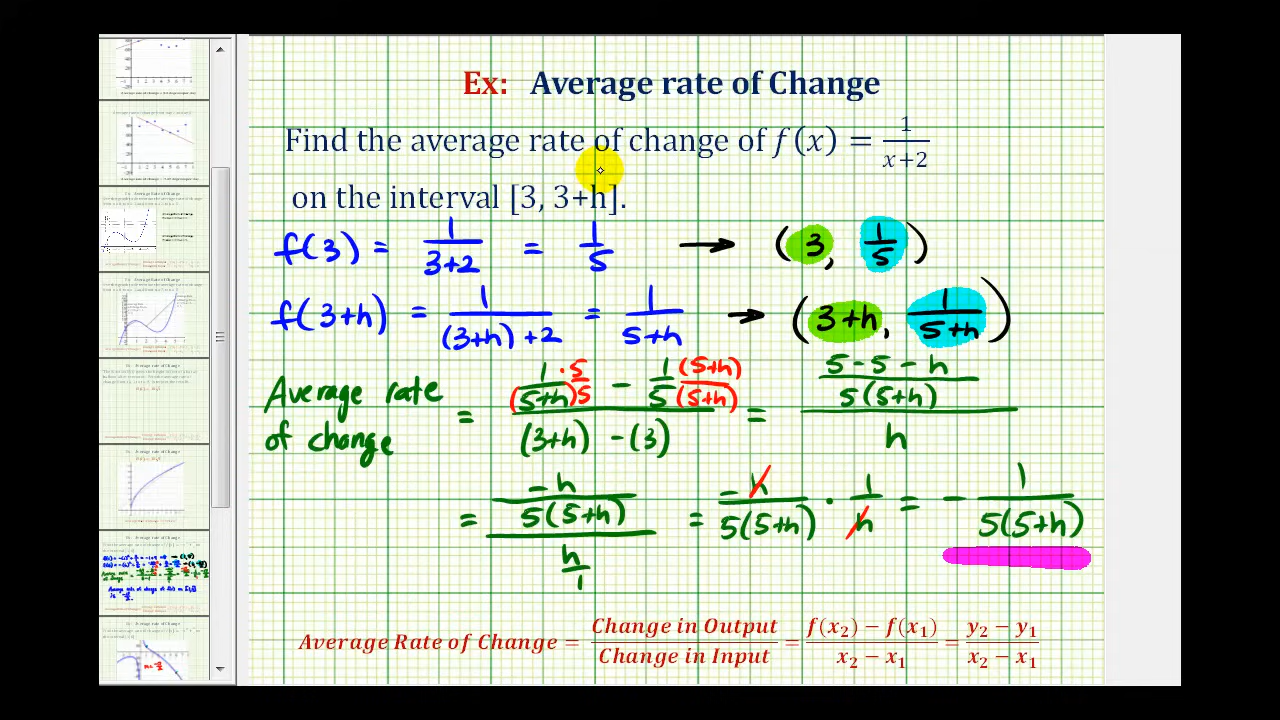 Ex: Average rate of Change
Find the average rate of change of f(x) = 1/(x+2)
on the interval [3, 3+h].
f(3) = 1/(3+2) = 1/5 → (3, 1/5)
f(3+h) = 1/((3+h)+2) = 1/(5+h) → (3+h, 1/(5+h))
Average rate of change = (1/(5+h) · 5/5 − 1/5 (5+h)/(5+h)) / ((3+h) − (3)) = ((5−5−h)/(5(5+h))) / h
= (−h/(5(5+h))) / (h/1) = −h/(5(5+h)) · 1/h = − 1/(5(5+h))
Average Rate of Change = Change in Output/Change in Input = (f(x₂) − f(x₁))/(x₂ − x₁) = (y₂ − y₁)/(x₂ − x₁)